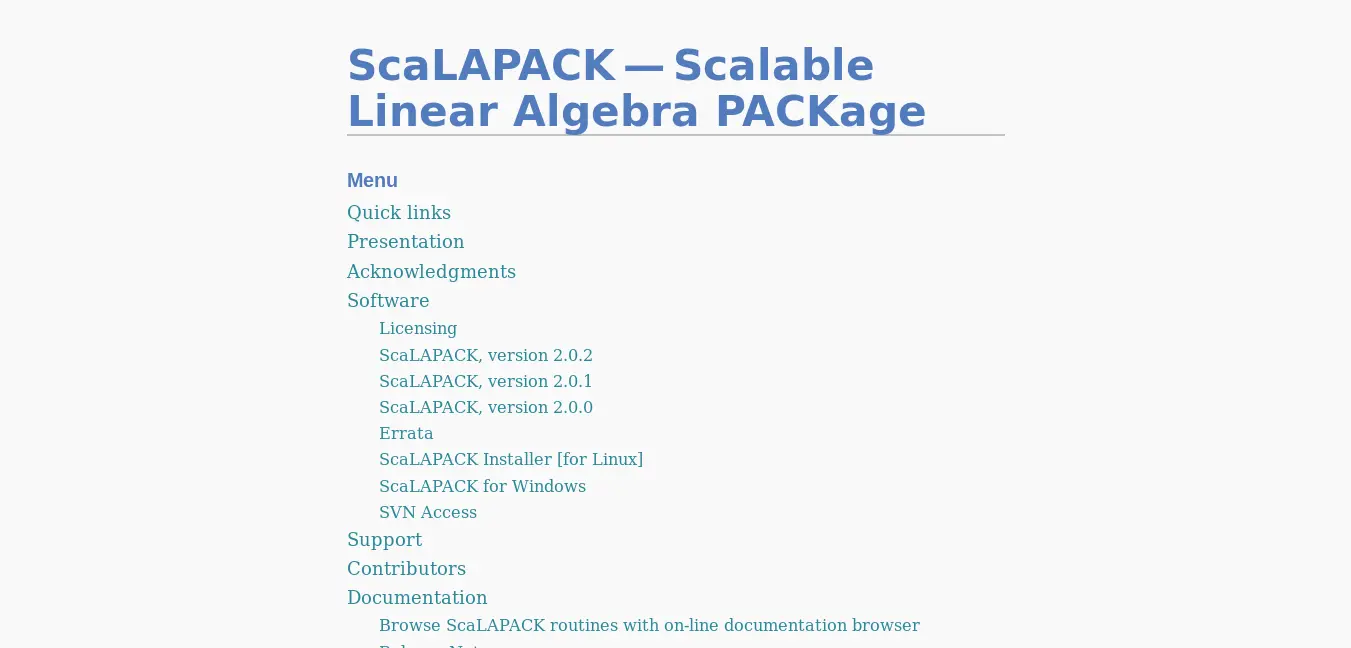 ScaLAPACK — Scalable
Linear Algebra PACKage
Menu
Quick links
Presentation
Acknowledgments
Software
Licensing
ScaLAPACK, version 2.0.2
ScaLAPACK, version 2.0.1
ScaLAPACK, version 2.0.0
Errata
ScaLAPACK Installer [for Linux]
ScaLAPACK for Windows
SVN Access
Support
Contributors
Documentation
Browse ScaLAPACK routines with on-line documentation browser